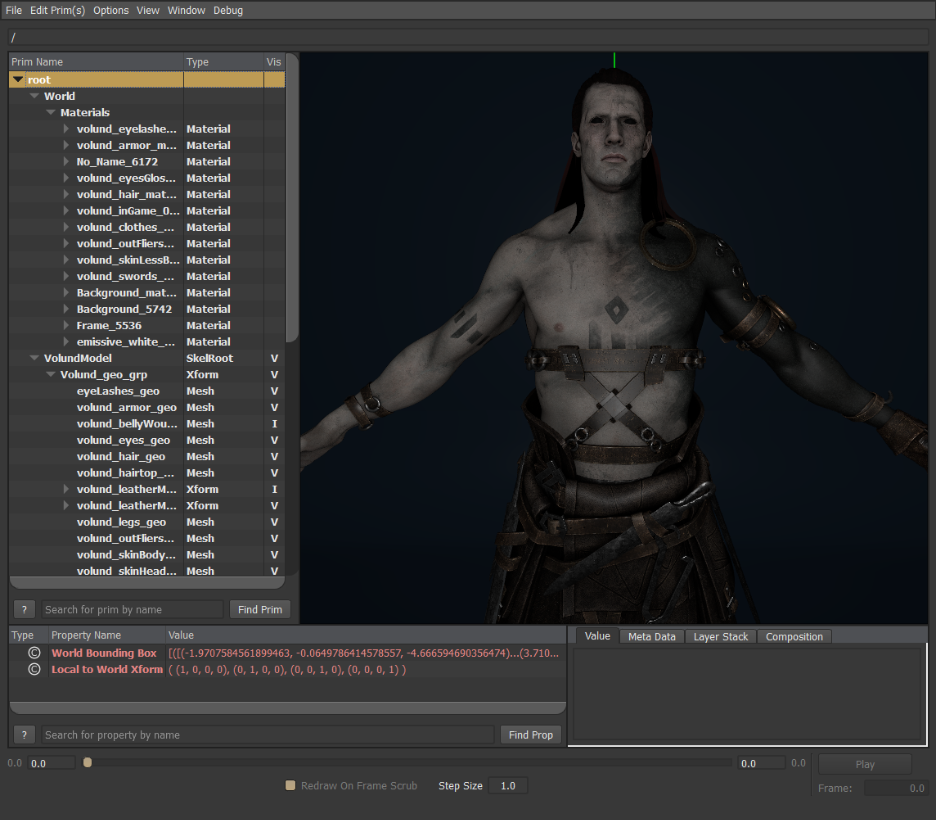 File Edit Prim(s) Options View Window Debug
/
Prim Name Type Vis
root
World
Materials
volund_eyelashe... Material
volund_armor_m... Material
No_Name_6172 Material
volund_eyesGlos... Material
volund_hair_mat... Material
volund_inGame_0... Material
volund_clothes_... Material
volund_outFliers... Material
volund_skinLessB... Material
volund_swords_... Material
Background_mat... Material
Background_5742 Material
Frame_5536 Material
emissive_white_... Material
VolundModel SkelRoot V
Volund_geo_grp Xform V
eyeLashes_geo Mesh V
volund_armor_geo Mesh V
volund_bellyWou... Mesh I
volund_eyes_geo Mesh V
volund_hair_geo Mesh V
volund_hairtop_... Mesh V
volund_leatherM... Xform I
volund_leatherM... Xform V
volund_legs_geo Mesh V
volund_outFliers... Mesh V
volund_skinBody... Mesh V
volund_skinHead... Mesh V
? Search for prim by name Find Prim
Type Property Name Value
© World Bounding Box [([(-1.9707584561899463, -0.0649786414578557, -4.666594690356474)...(3.710...
© Local to World Xform ( (1, 0, 0, 0), (0, 1, 0, 0), (0, 0, 1, 0), (0, 0, 0, 1) )
? Search for property by name Find Prop
Value Meta Data Layer Stack Composition
0.0 0.0 0.0 0.0 Play
Redraw On Frame Scrub Step Size 1.0 Frame: 0.0